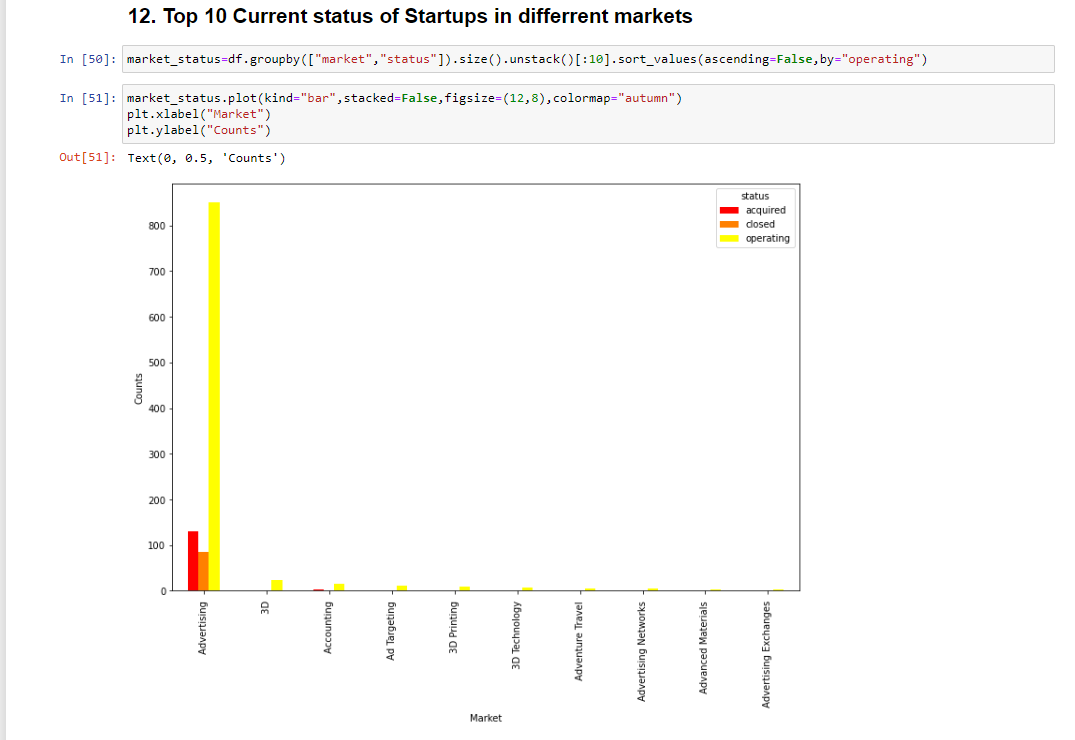 12. Top 10 Current status of Startups in differrent markets
In [50]: market_status=df.groupby(["market","status"]).size().unstack()[:10].sort_values(ascending=False,by="operating")
In [51]: market_status.plot(kind="bar",stacked=False,figsize=(12,8),colormap="autumn")
plt.xlabel("Market")
plt.ylabel("Counts")
Out[51]: Text(0, 0.5, 'Counts')
status
acquired
closed
operating
800
700
600
500
400
300
200
100
0
Counts
Advertising
3D
Accounting
Ad Targeting
3D Printing
3D Technology
Adventure Travel
Advertising Networks
Advanced Materials
Advertising Exchanges
Market